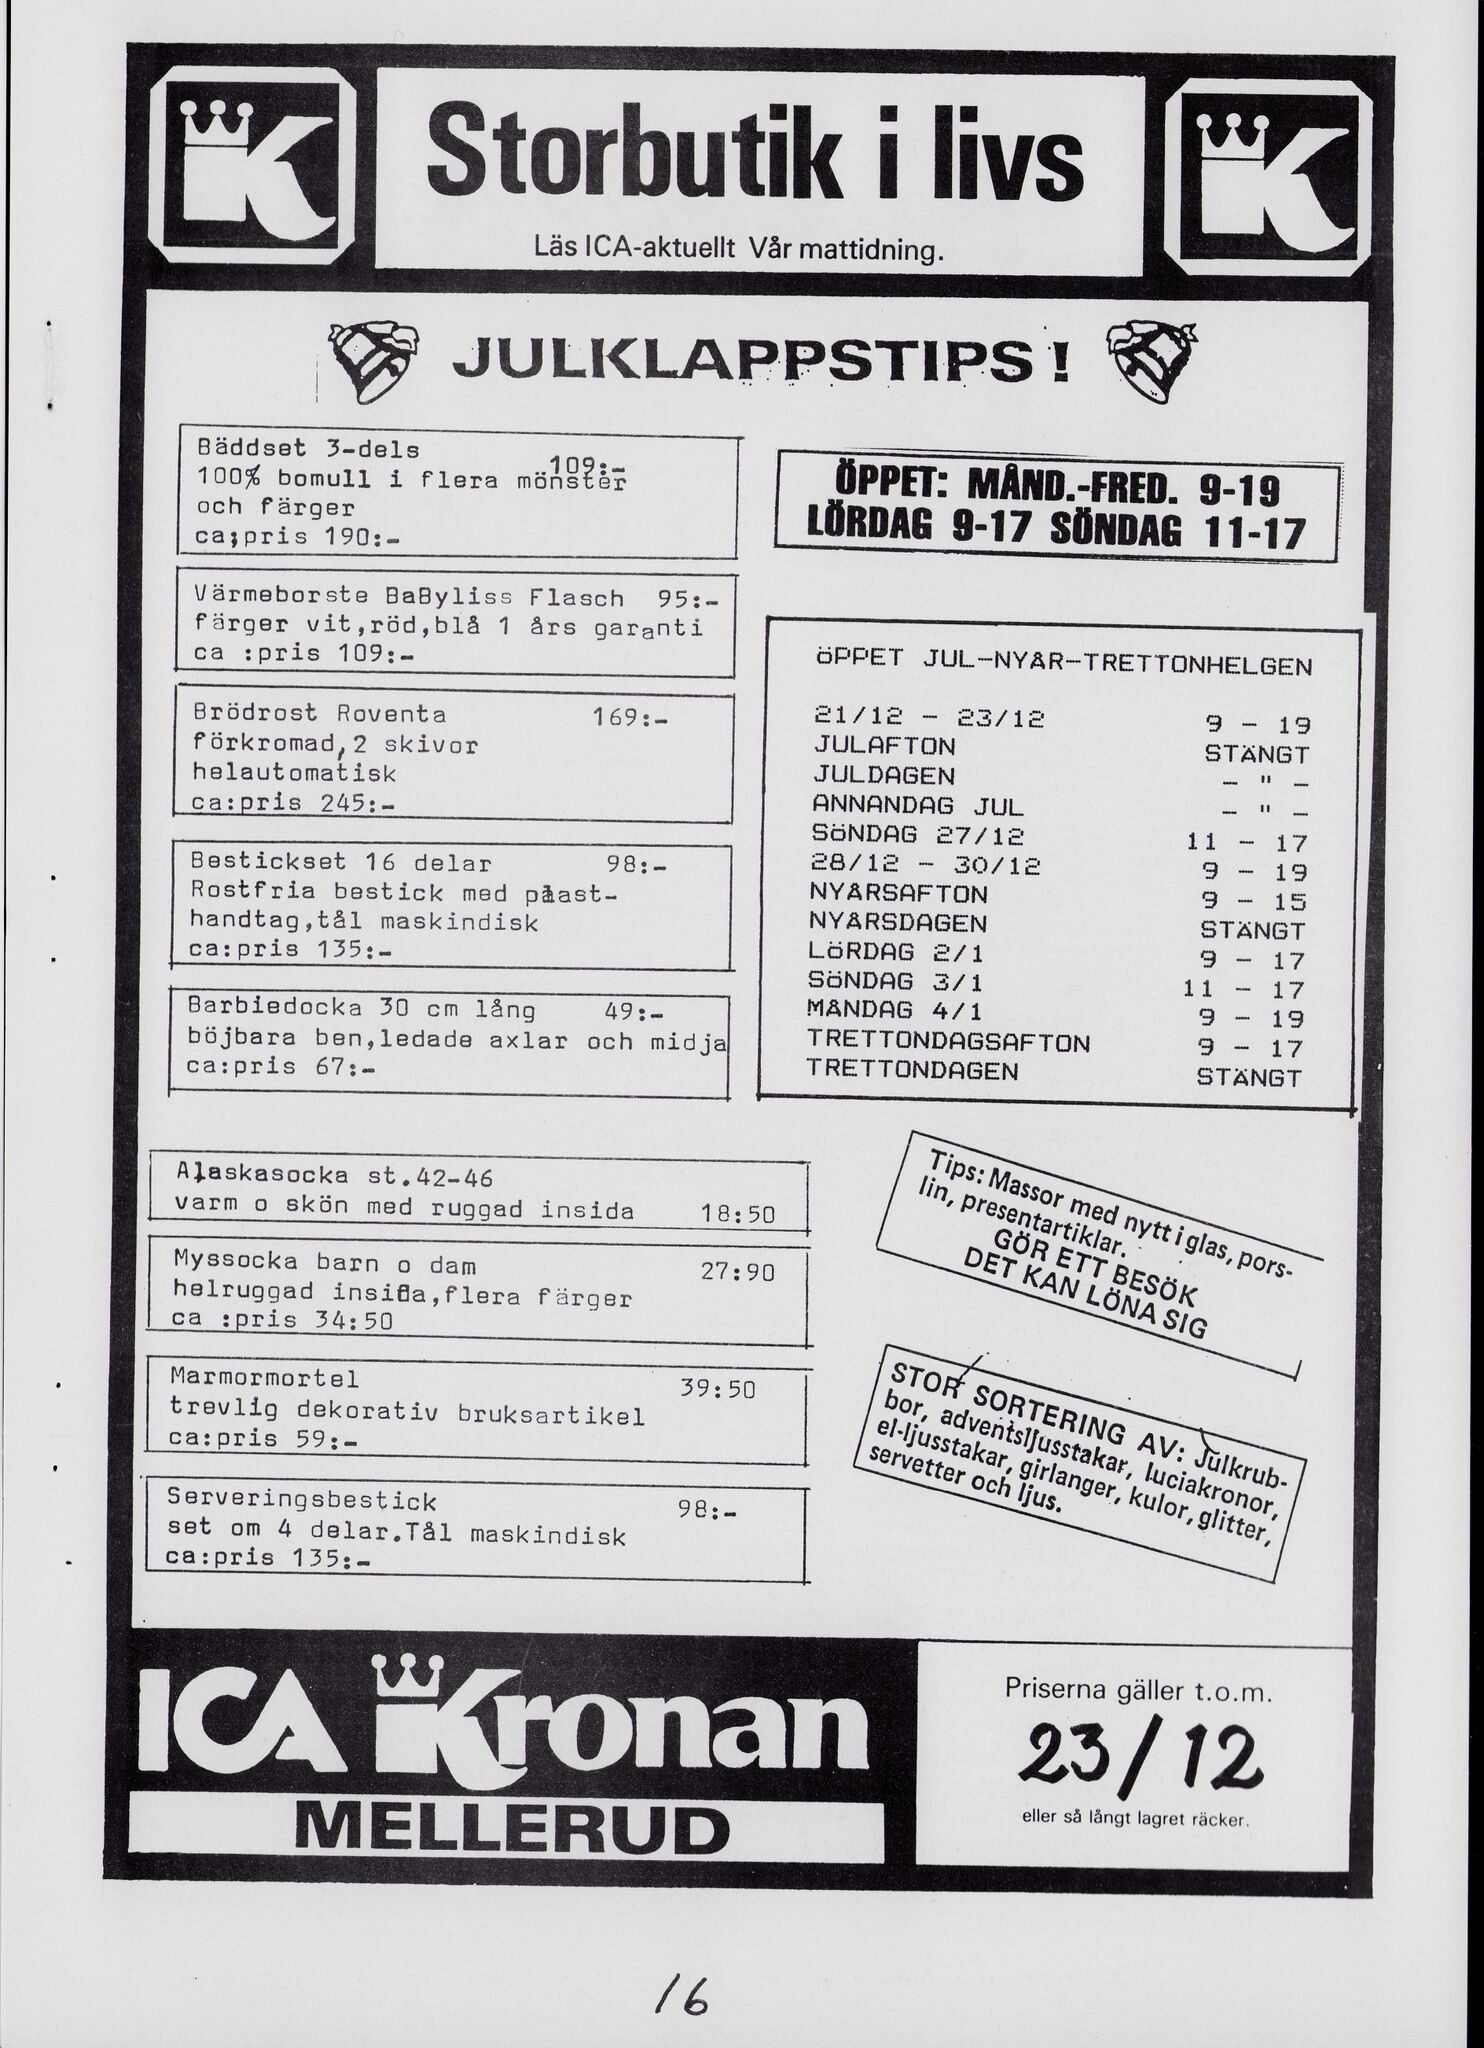 Storbutik i livs
Läs ICA-aktuellt Vår mattidning.
JULKLAPPSTIPS!
Bäddset 3-dels 109:-
100% bomull i flera mönster
och färger
ca;pris 190:-
Värmeborste BaByliss Flasch 95:-
färger vit,röd,blå 1 års garanti
ca :pris 109:-
Brödrost Roventa 169:-
förkromad,2 skivor
helautomatisk
ca:pris 245:-
Bestickset 16 delar 98:-
Rostfria bestick med plast-
handtag,tål maskindisk
ca:pris 135:-
Barbiedocka 30 cm lång 49:-
böjbara ben,ledade axlar och midja
ca:pris 67:-
Alaskasocka st.42-46
varm o skön med ruggad insida 18:50
Myssocka barn o dam 27:90
helruggad insida,flera färger
ca :pris 34:50
Marmormortel 39:50
trevlig dekorativ bruksartikel
ca:pris 59:-
Serveringsbestick 98:-
set om 4 delar.Tål maskindisk
ca:pris 135:-
ÖPPET: MÅND.-FRED. 9-19
LÖRDAG 9-17 SÖNDAG 11-17
öPPET JUL-NYÅR-TRETTONHELGEN
21/12 - 23/12 9 - 19
JULAFTON STÄNGT
JULDAGEN - " -
ANNANDAG JUL - " -
SöNDAG 27/12 11 - 17
28/12 - 30/12 9 - 19
NYÅRSAFTON 9 - 15
NYÅRSDAGEN STÄNGT
LöRDAG 2/1 9 - 17
SöNDAG 3/1 11 - 17
MÅNDAG 4/1 9 - 19
TRETTONDAGSAFTON 9 - 17
TRETTONDAGEN STÄNGT
Tips: Massor med nytt i glas, pors-
lin, presentartiklar.
GÖR ETT BESÖK
DET KAN LÖNA SIG
STOR SORTERING AV: Julkrub-
bor, adventsljusstakar, luciakronor,
el-ljusstakar, girlanger, kulor, glitter,
servetter och ljus.
ICA Kronan
MELLERUD
Priserna gäller t.o.m.
23/12
eller så långt lagret räcker.
16